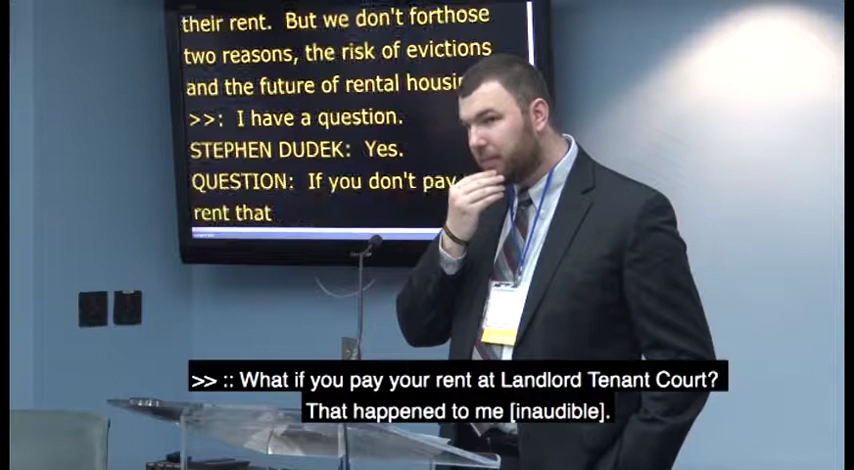 their rent. But we don't forthose
two reasons, the risk of evictions
and the future of rental
>>: I have a question.
STEPHEN DUDEK: Yes.
QUESTION: If you don't pay
rent that
>> :: What if you pay your rent at Landlord Tenant Court?
That happened to me [inaudible].